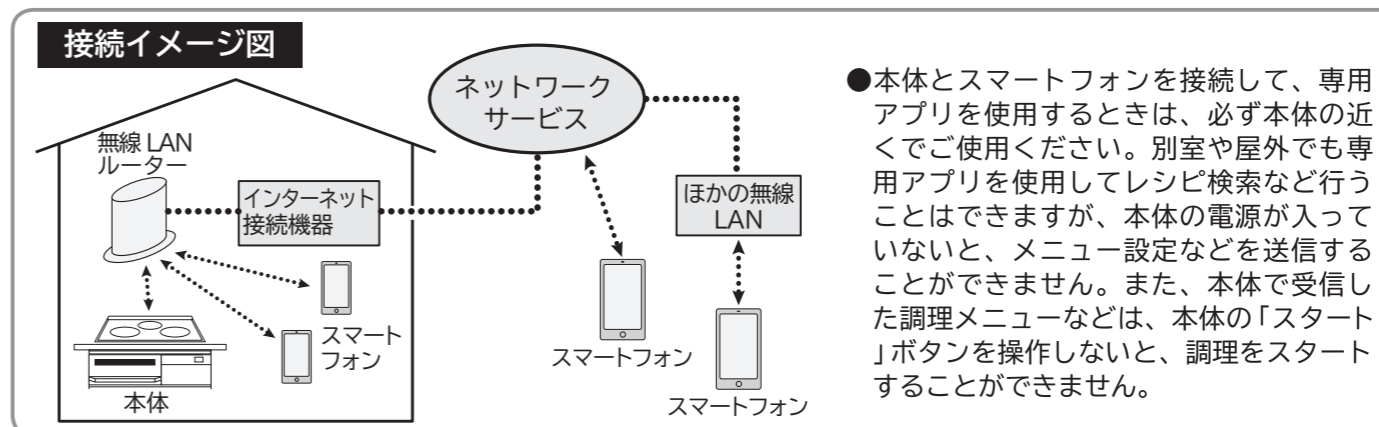 接続イメージ図
無線 LAN
ルーター
インターネット
接続機器
スマート
フォン
本体
ネットワーク
サービス
ほかの無線
LAN
スマートフォン
スマートフォン
●本体とスマートフォンを接続して、専用
アプリを使用するときは、必ず本体の近
くでご使用ください。別室や屋外でも専
用アプリを使用してレシピ検索など行う
ことはできますが、本体の電源が入って
いないと、メニュー設定などを送信する
ことができません。また、本体で受信し
た調理メニューなどは、本体の「スタート
」ボタンを操作しないと、調理をスタート
することができません。